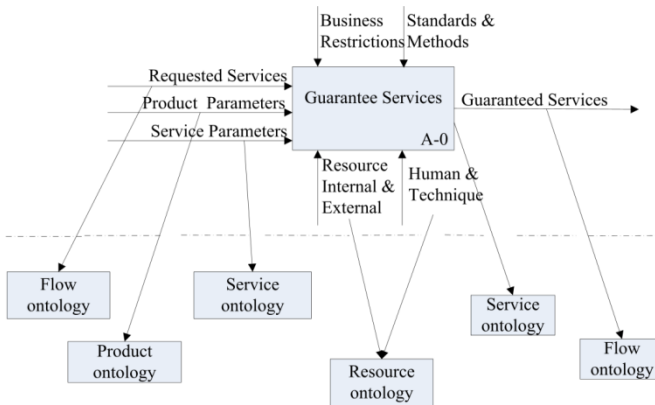 Business
Restrictions
Standards &
Methods
Requested Services
Product Parameters
Service Parameters
Guarantee Services
A-0
Guaranteed Services
Resource
Internal &
External
Human &
Technique
Flow
ontology
Service
ontology
Product
ontology
Resource
ontology
Service
ontology
Flow
ontology